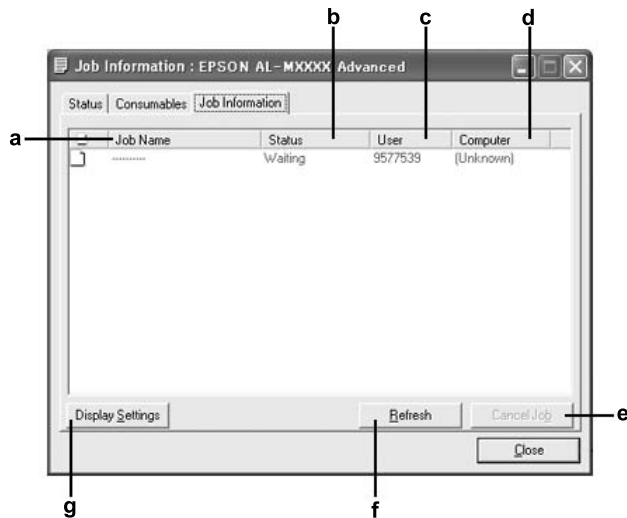 b c d
Job Information : EPSON AL-MXXXX Advanced
Status Consumables Job Information
a Job Name Status User Computer
---------- Waiting 9577539 (Unknown)
Display Settings Refresh Cancel Job e
Close
g f